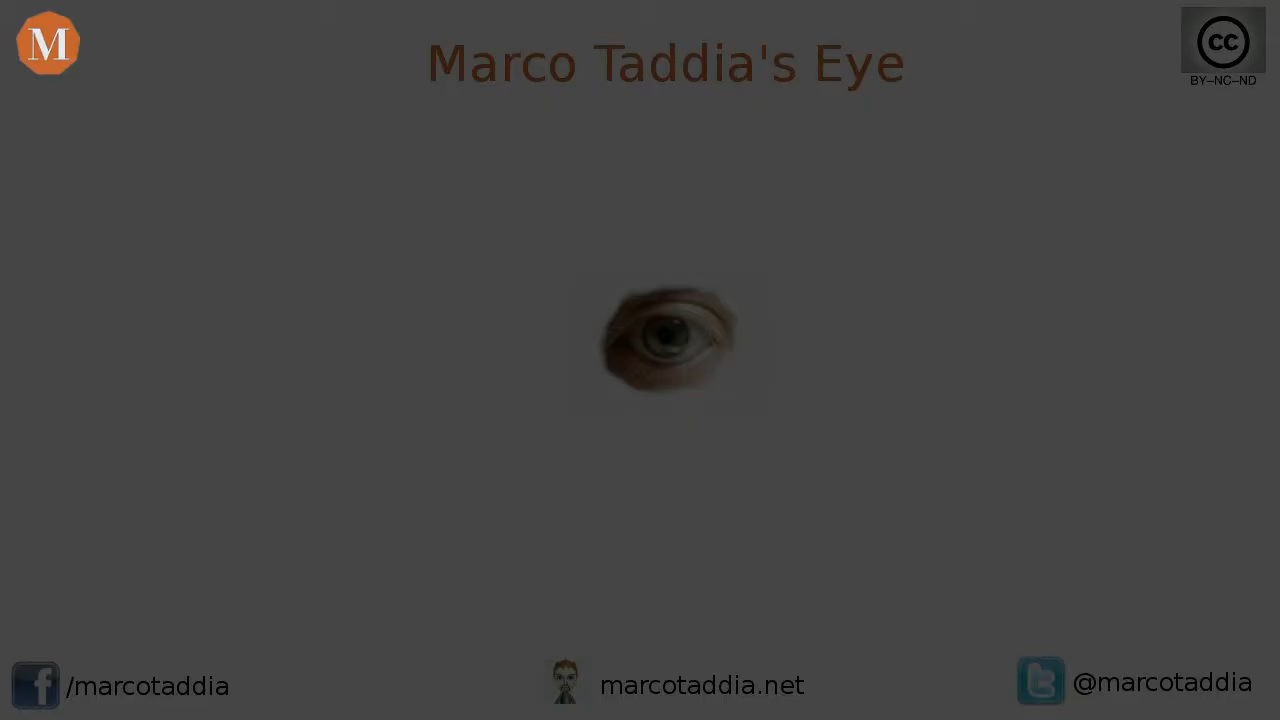 M
Marco Taddia's Eye
CC
BY–NC–ND
f /marcotaddia
marcotaddia.net
t @marcotaddia